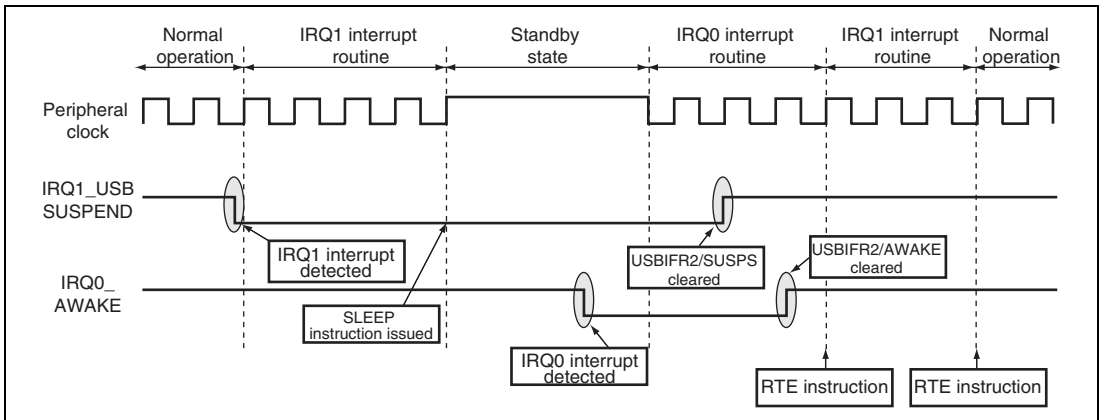 Normal
operation
IRQ1 interrupt
routine
Standby
state
IRQ0 interrupt
routine
IRQ1 interrupt
routine
Normal
operation
Peripheral
clock
IRQ1_USB
SUSPEND
IRQ1 interrupt
detected
USBIFR2/SUSPS
cleared
USBIFR2/AWAKE
cleared
IRQ0_
AWAKE
SLEEP
instruction issued
IRQ0 interrupt
detected
RTE instruction
RTE instruction